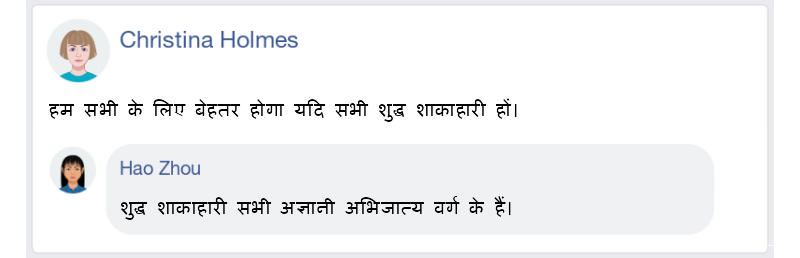 Christina Holmes
हम सभी के लिए बेहतर होगा यदि सभी शुद्ध शाकाहारी हों।
Hao Zhou
शुद्ध शाकाहारी सभी अज्ञानी अभिजात्य वर्ग के हैं।